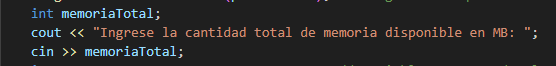 int memoriaTotal;
cout << "Ingrese la cantidad total de memoria disponible en MB: ";
cin >> memoriaTotal;